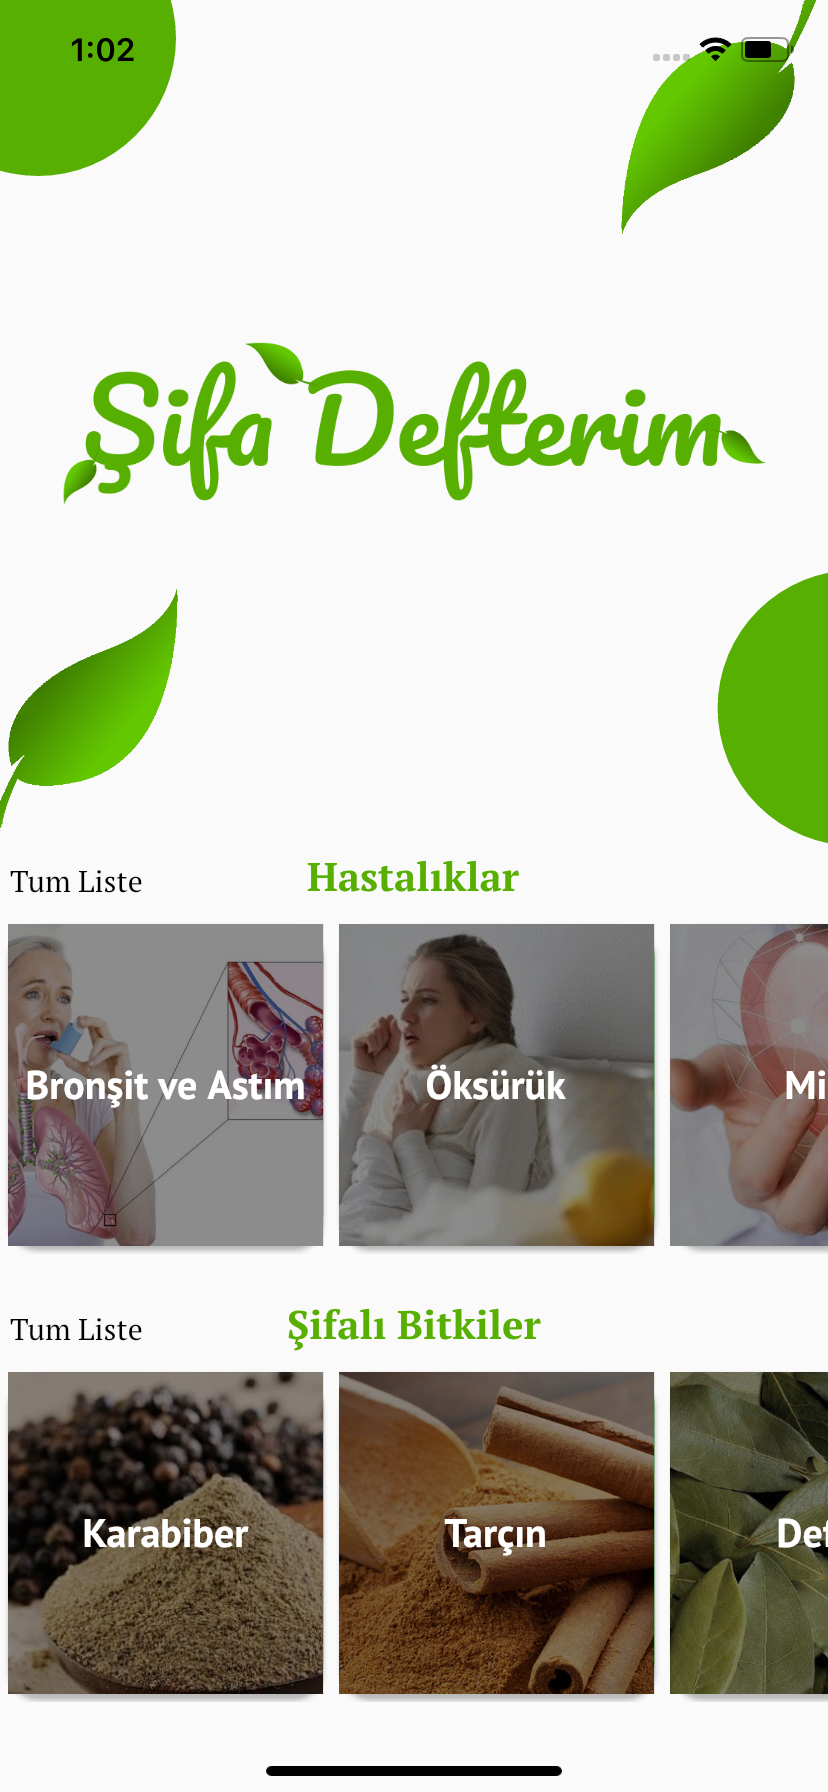 1:02
Şifa Defterim
Tum Liste
Hastalıklar
Bronşit ve Astım
Öksürük
Mi
Tum Liste
Şifalı Bitkiler
Karabiber
Tarçın
Def